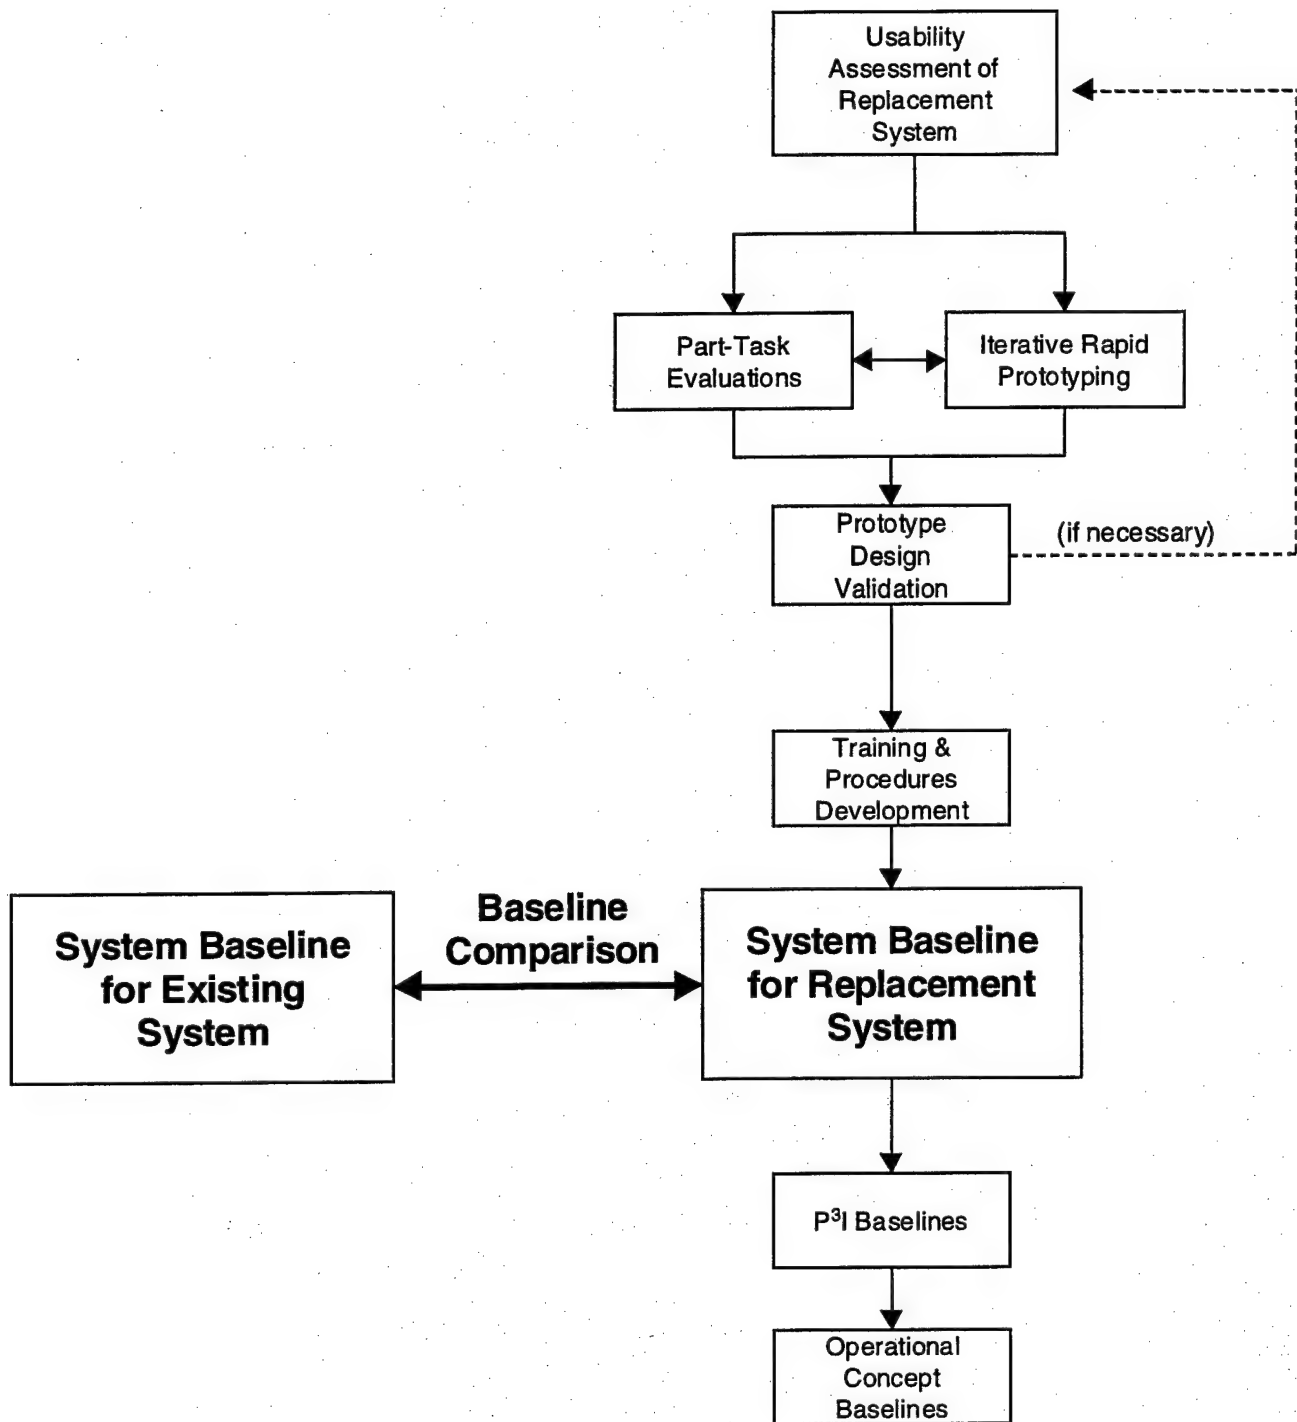 Usability
Assessment of
Replacement
System
Part-Task
Evaluations
Iterative Rapid
Prototyping
Prototype
Design
Validation
(if necessary)
Training &
Procedures
Development
Baseline
Comparison
System Baseline
for Existing
System
System Baseline
for Replacement
System
P³I Baselines
Operational
Concept
Baselines